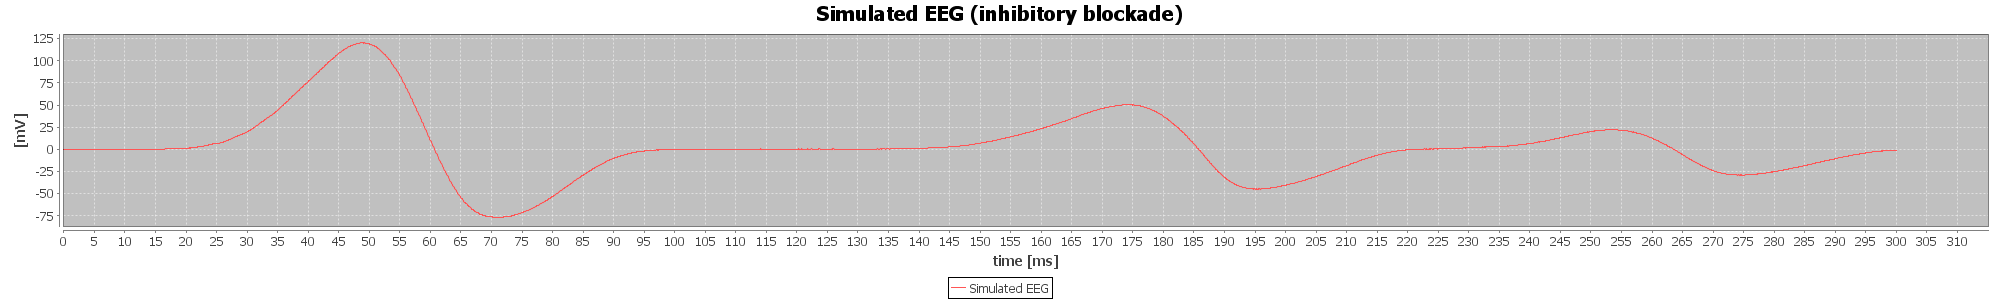 Simulated EEG (inhibitory blockade)
125
100
75
50
25
0
-25
-50
-75
[mV]
0 5 10 15 20 25 30 35 40 45 50 55 60 65 70 75 80 85 90 95 100 105 110 115 120 125 130 135 140 145 150 155 160 165 170 175 180 185 190 195 200 205 210 215 220 225 230 235 240 245 250 255 260 265 270 275 280 285 290 295 300 305 310
time [ms]
Simulated EEG